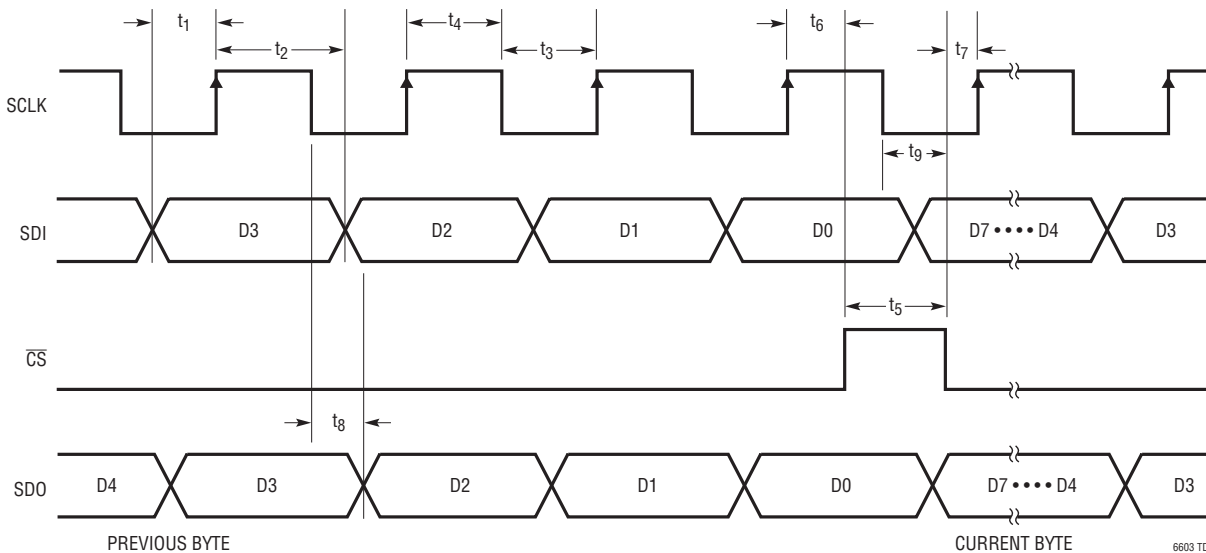 t1 t2 t4 t3 t6 t7
SCLK
t9
SDI D3 D2 D1 D0 D7 •••• D4 D3
t5
CS
t8
SDO D4 D3 D2 D1 D0 D7 •••• D4 D3
PREVIOUS BYTE CURRENT BYTE
6603 TD